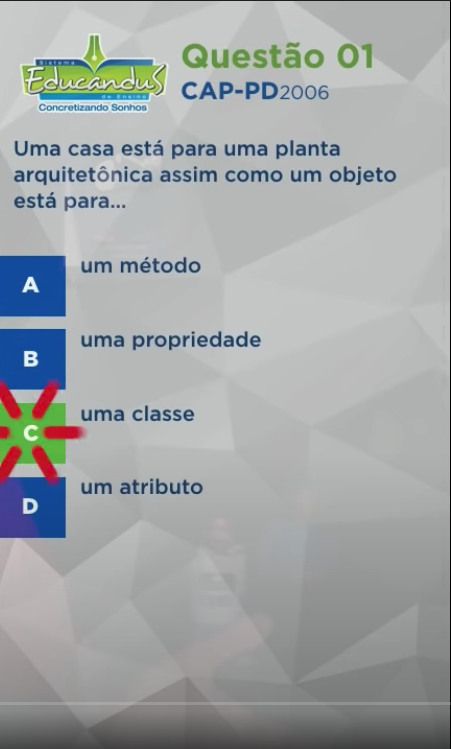 Sistema
Educandus
de Ensino
Concretizando Sonhos
Questão 01
CAP-PD2006
Uma casa está para uma planta
arquitetônica assim como um objeto
está para...
A
um método
B
uma propriedade
C
uma classe
D
um atributo